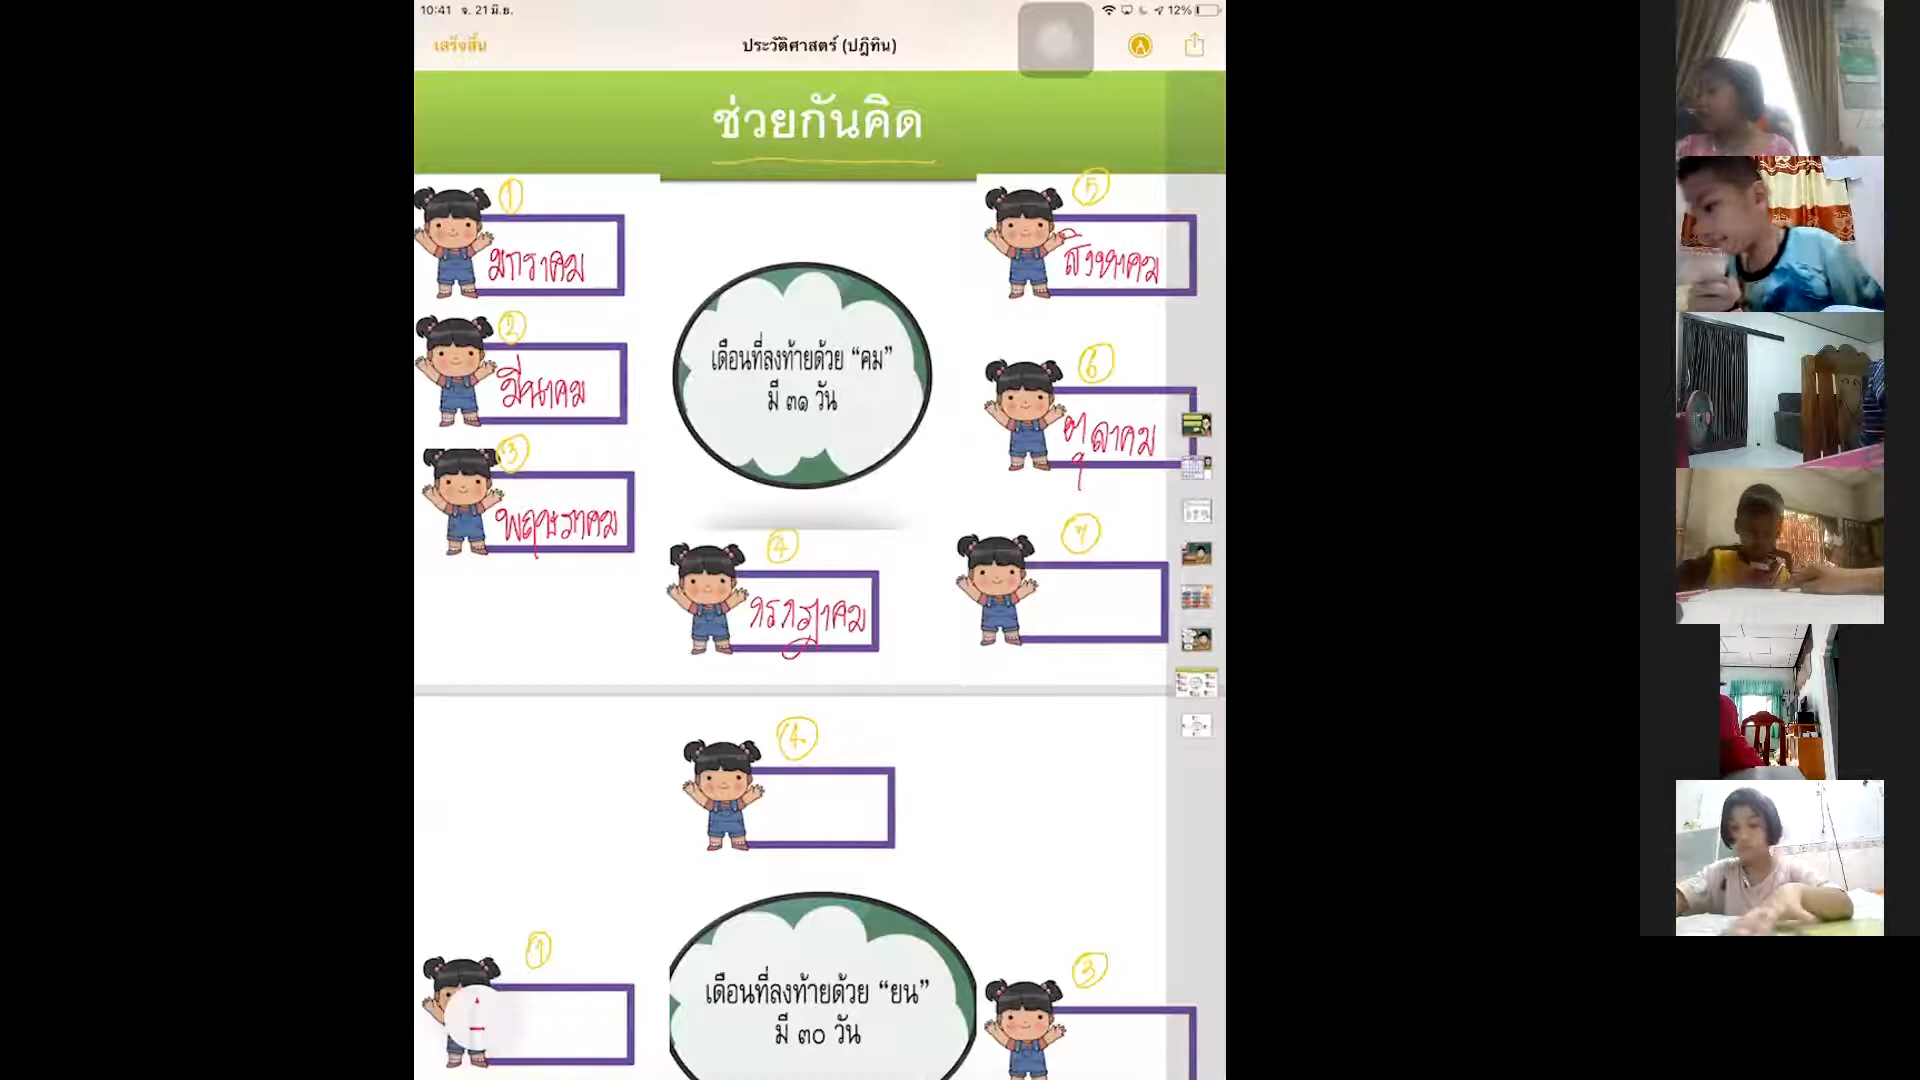 10:41 จ. 21 มิ.ย.
12%
เสร็จสิ้น
ประวัติศาสตร์ (ปฏิทิน)
ช่วยกันคิด
1
มกราคม
2
มีนาคม
3
พฤษภาคม
เดือนที่ลงท้ายด้วย “คม”
มี ๓๑ วัน
4
กรกฎาคม
5
สิงหาคม
6
ตุลาคม
7
4
1
เดือนที่ลงท้ายด้วย “ยน”
มี ๓๐ วัน
3